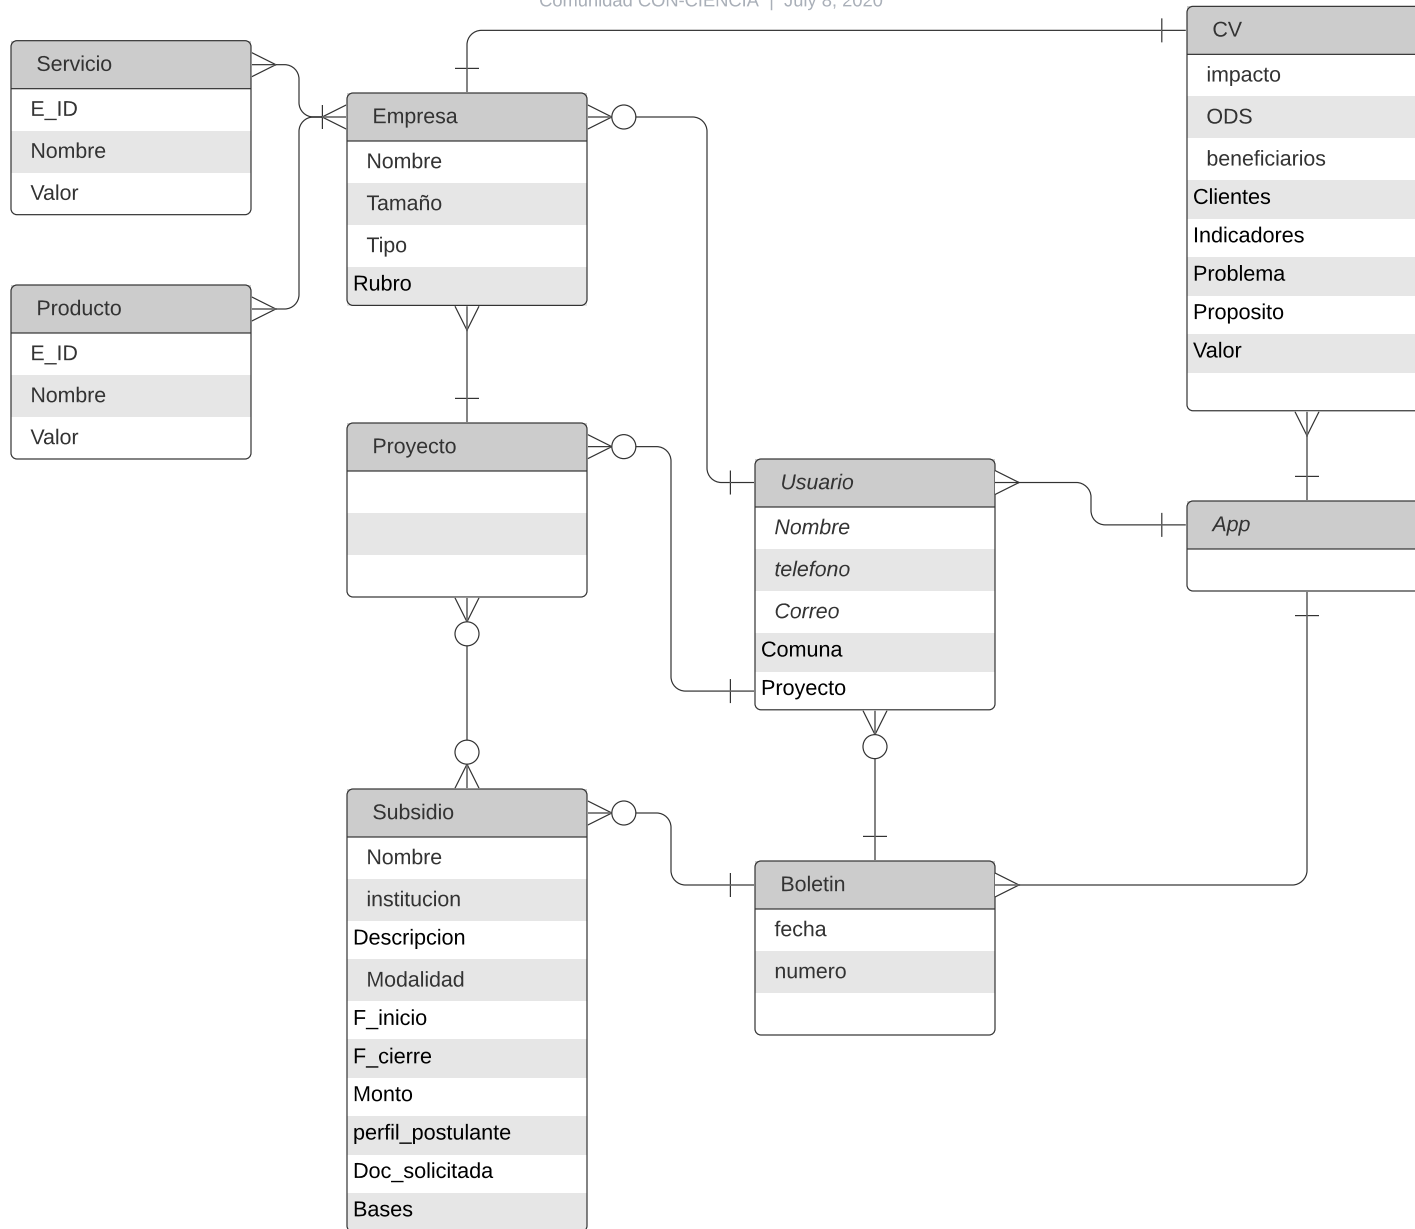 Comunidad CON-CIENCIA | July 8, 2020
Servicio
E_ID
Nombre
Valor
Producto
E_ID
Nombre
Valor
Empresa
Nombre
Tamaño
Tipo
Rubro
Proyecto
Subsidio
Nombre
institucion
Descripcion
Modalidad
F_inicio
F_cierre
Monto
perfil_postulante
Doc_solicitada
Bases
Usuario
Nombre
telefono
Correo
Comuna
Proyecto
Boletin
fecha
numero
CV
impacto
ODS
beneficiarios
Clientes
Indicadores
Problema
Proposito
Valor
App